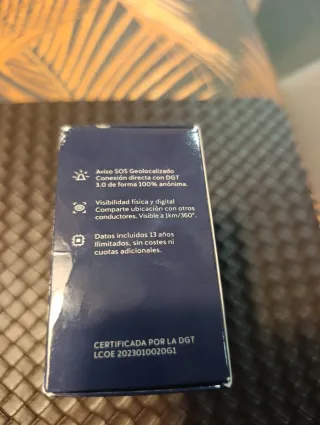 Aviso SOS Geolocalizado
Conexión directa con DGT
3.0 de forma 100% anónima.
Visibilidad física y digital
Comparte ubicación con otros
conductores. Visible a 1km/360°.
Datos incluidos 13 años
Ilimitados, sin costes ni
cuotas adicionales.
CERTIFICADA POR LA DGT
LCOE 2023010020G1